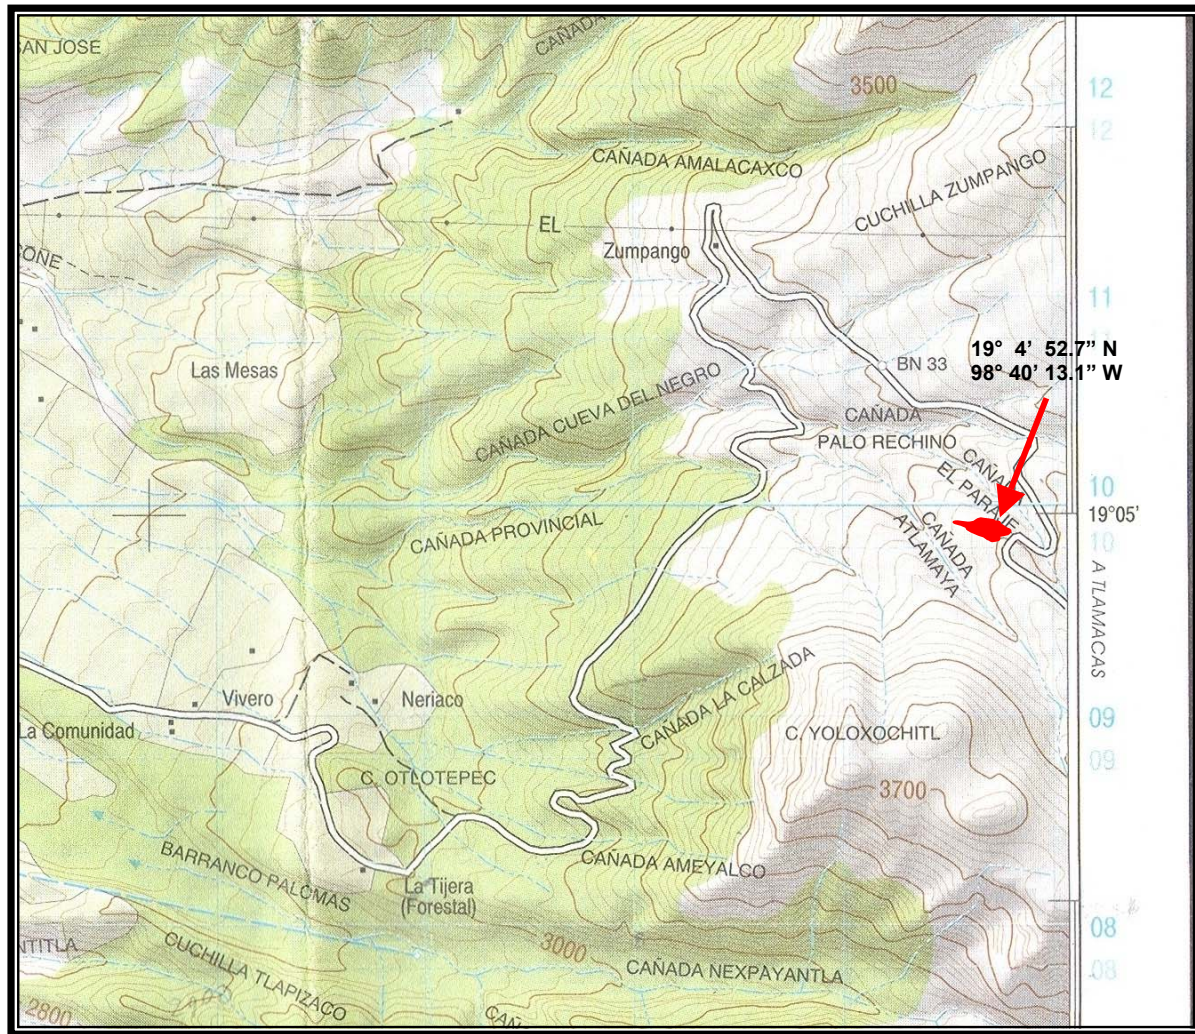 SAN JOSE
CAÑADA
3500
12
12
CAÑADA AMALACAXCO
CUCHILLA ZUMPANGO
EL
Zumpango
11
19° 4’ 52.7” N
98° 40’ 13.1” W
Las Mesas
BN 33
CAÑADA CUEVA DEL NEGRO
CAÑADA
PALO RECHINO
CAÑADA
EL PARAJE
10
19°05'
10
CAÑADA PROVINCIAL
CAÑADA
ATLAMAYA
A TLAMACAS
Vivero
Neriaco
La Comunidad
CAÑADA LA CALZADA
C. YOLOXOCHITL
09
09
C. OTLOTEPEC
3700
BARRANCO PALOMAS
CAÑADA AMEYALCO
La Tijera
(Forestal)
08
CUCHILLA TLAPIZACO
3000
CAÑADA NEXPAYANTLA
08
2800